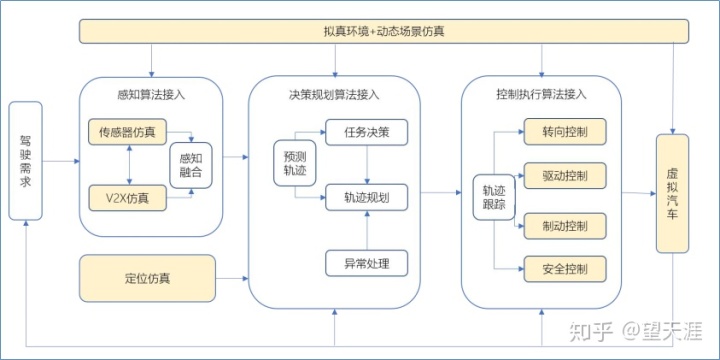 拟真环境+动态场景仿真
驾驶需求
感知算法接入
传感器仿真
V2X仿真
感知
融合
定位仿真
决策规划算法接入
预测
轨迹
任务决策
轨迹规划
异常处理
控制执行算法接入
轨迹
跟踪
转向控制
驱动控制
制动控制
安全控制
虚拟汽车
知乎 @望天涯